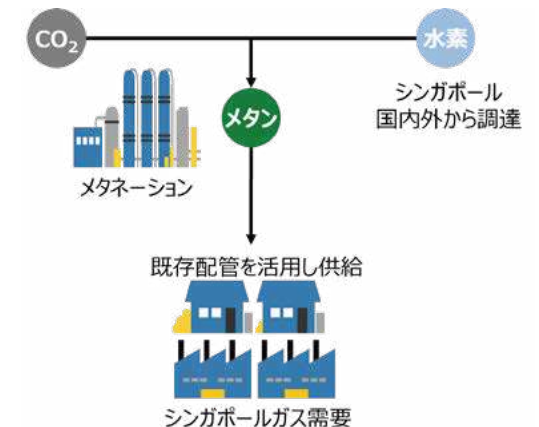 CO₂
水素
シンガポール
国内外から調達
メタン
メタネーション
既存配管を活用し供給
シンガポールガス需要